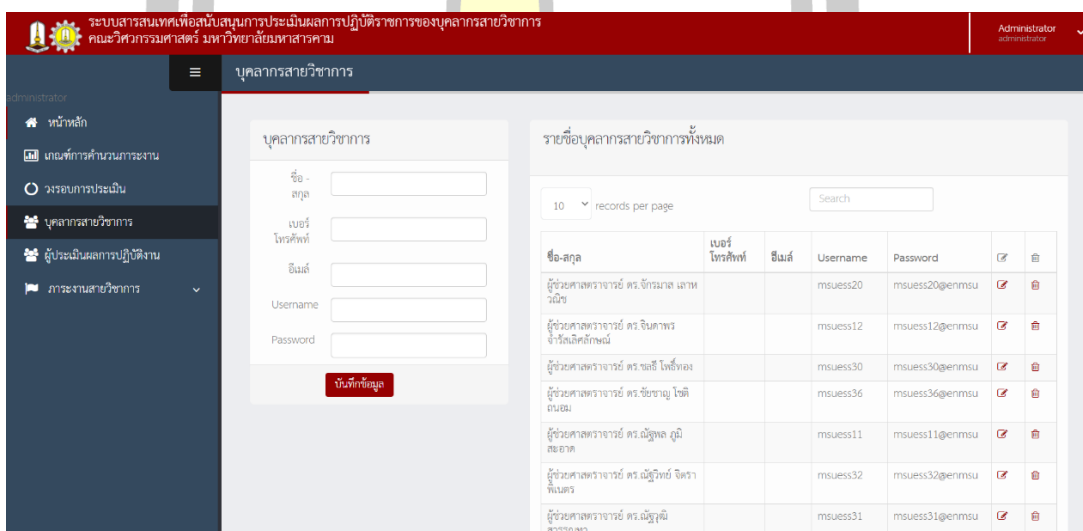 ระบบสารสนเทศเพื่อสนับสนุนการประเมินผลการปฏิบัติราชการของบุคลากรสายวิชาการ
คณะวิศวกรรมศาสตร์ มหาวิทยาลัยมหาสารคาม
Administrator
administrator
บุคลากรสายวิชาการ
administrator
หน้าหลัก
เกณฑ์การคำนวนภาระงาน
วงรอบการประเมิน
บุคลากรสายวิชาการ
ผู้ประเมินผลการปฏิบัติงาน
ภาระงานสายวิชาการ
บุคลากรสายวิชาการ
ชื่อ -
สกุล
เบอร์
โทรศัพท์
อีเมล์
Username
Password
บันทึกข้อมูล
รายชื่อบุคลากรสายวิชาการทั้งหมด
10 records per page
Search
ชื่อ-สกุล เบอร์ โทรศัพท์ อีเมล์ Username Password
ผู้ช่วยศาสตราจารย์ ดร.จักรมาส เลาห
วณิช
msuess20 msuess20@enmsu
ผู้ช่วยศาสตราจารย์ ดร.จินดาพร
จำรัสเลิศลักษณ์
msuess12 msuess12@enmsu
ผู้ช่วยศาสตราจารย์ ดร.ชลธี โพธิ์ทอง
msuess30 msuess30@enmsu
ผู้ช่วยศาสตราจารย์ ดร.ชัยชาญ โชติ
ถนอม
msuess36 msuess36@enmsu
ผู้ช่วยศาสตราจารย์ ดร.ณัฐพล ภูมิ
สะอาด
msuess11 msuess11@enmsu
ผู้ช่วยศาสตราจารย์ ดร.ณัฐวิทย์ จิตรา
พิเนตร
msuess32 msuess32@enmsu
ผู้ช่วยศาสตราจารย์ ดร.ณัฐวุฒิ
msuess31 msuess31@enmsu